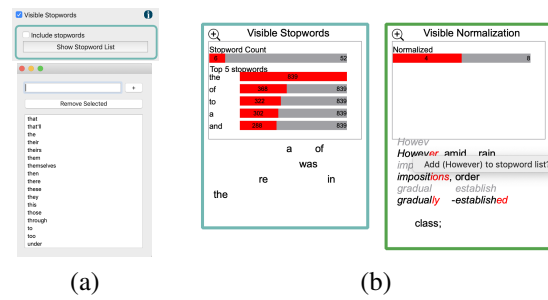 Visible Stopwords
Include stopwords
Show Stopword List
+
Remove Selected
that
that'll
the
their
theirs
them
themselves
then
there
these
they
this
those
through
to
too
under
(a)
Visible Stopwords
Stopword Count
6 52
Top 5 stopwords
the 839
of 839
to 322 839
a 302 839
and 839
a of
was
re in
the
Visible Normalization
Normalized
4 8
Howev
However, amid rain
imp
Add (However) to stopword list?
impositions, order
gradual establish
gradually -established
class;
(b)